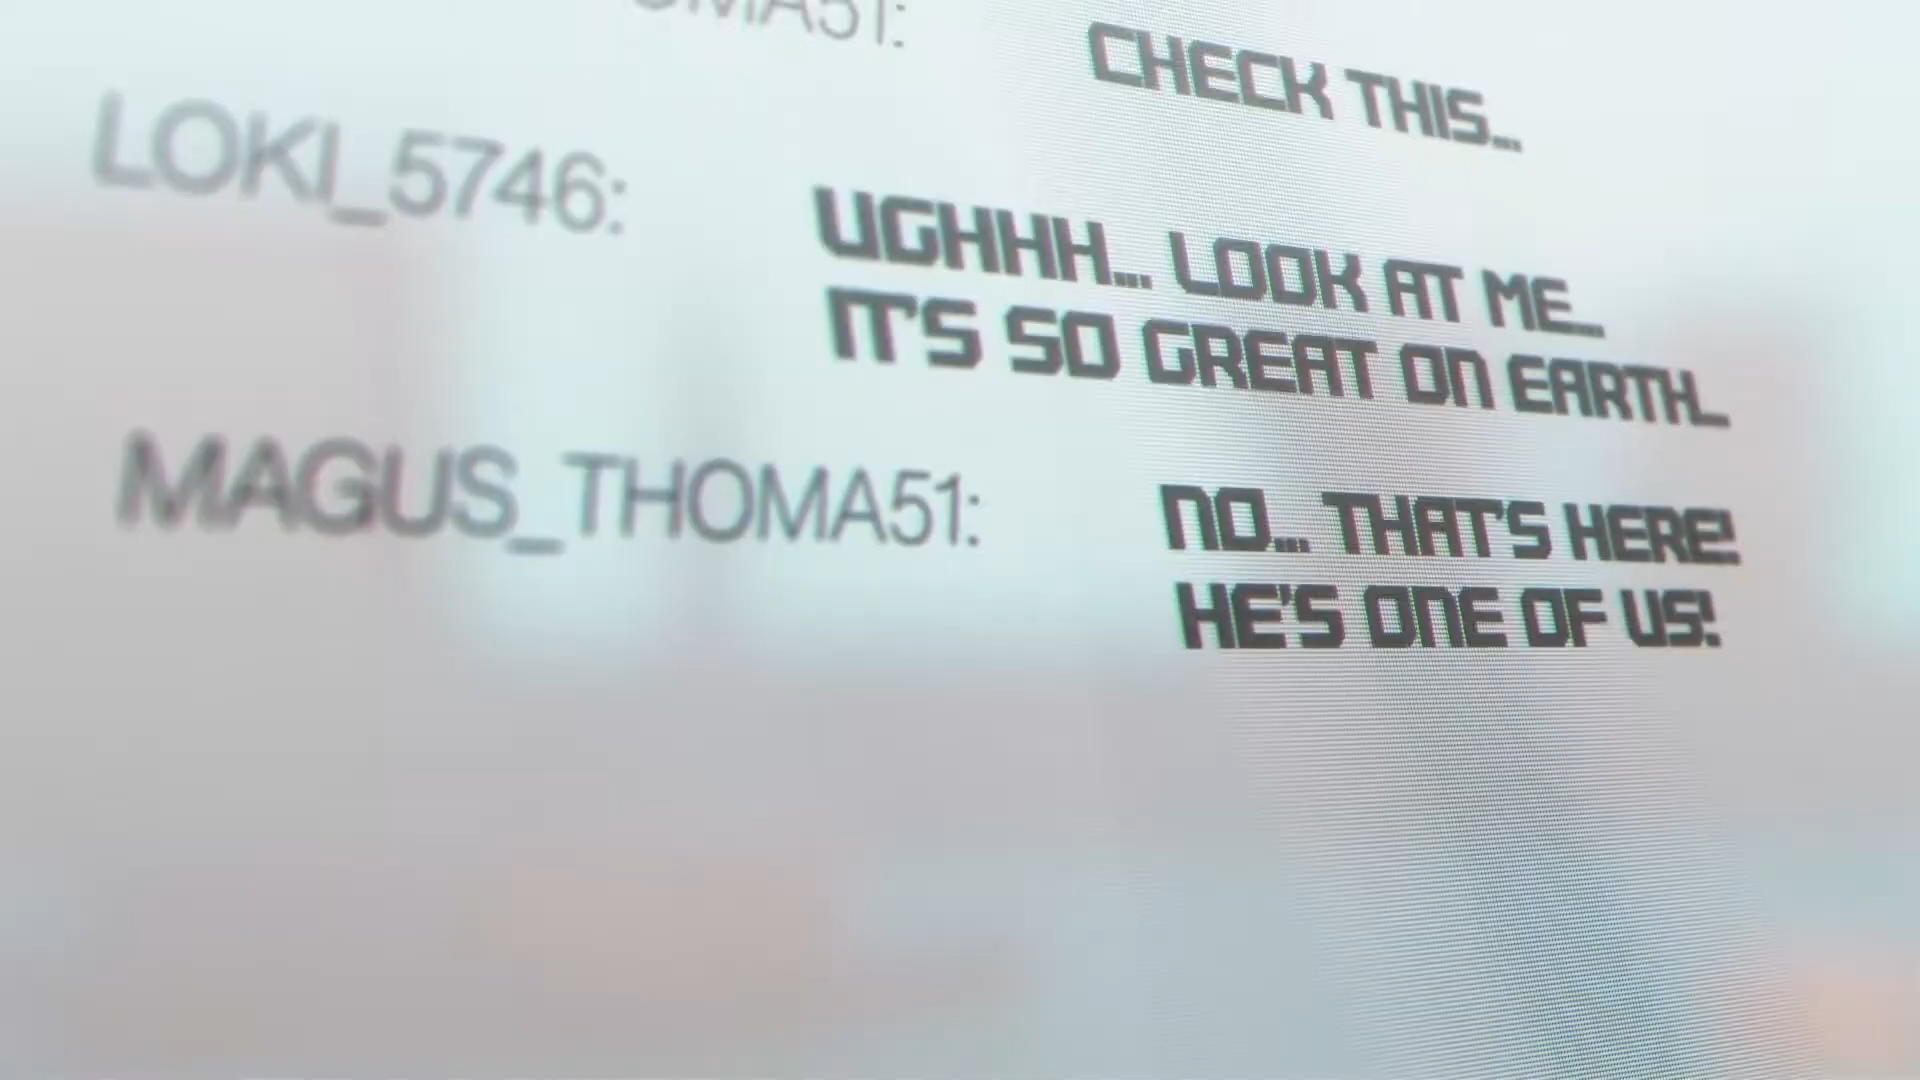 OMA51: CHECK THIS...
LOKI_5746: UGHHH... LOOK AT ME...
IT'S SO GREAT ON EARTH...
MAGUS_THOMA51: NO... THAT'S HERE!
HE'S ONE OF US!